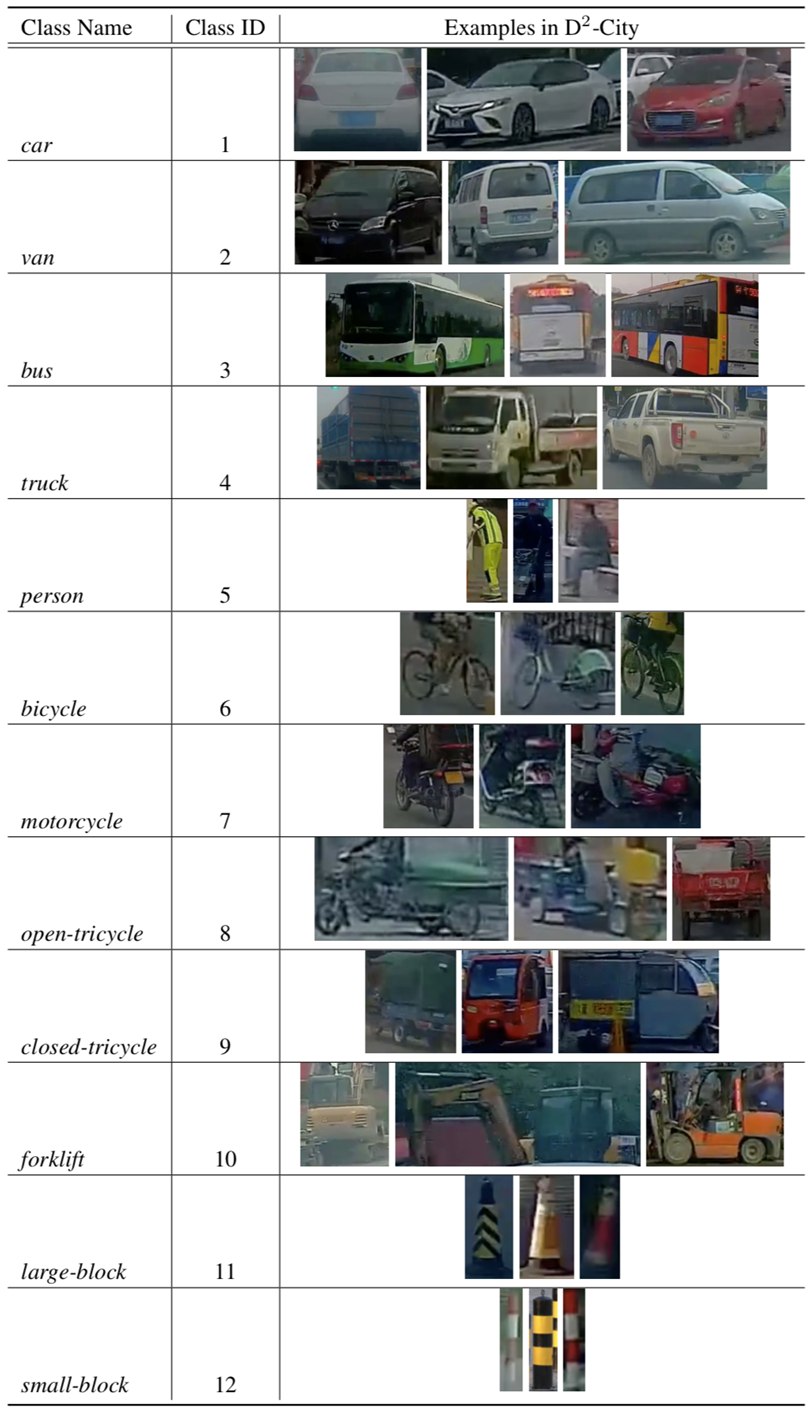 Class Name Class ID Examples in D²-City
car 1
van 2
bus 3
truck 4
person 5
bicycle 6
motorcycle 7
open-tricycle 8
closed-tricycle 9
forklift 10
large-block 11
small-block 12